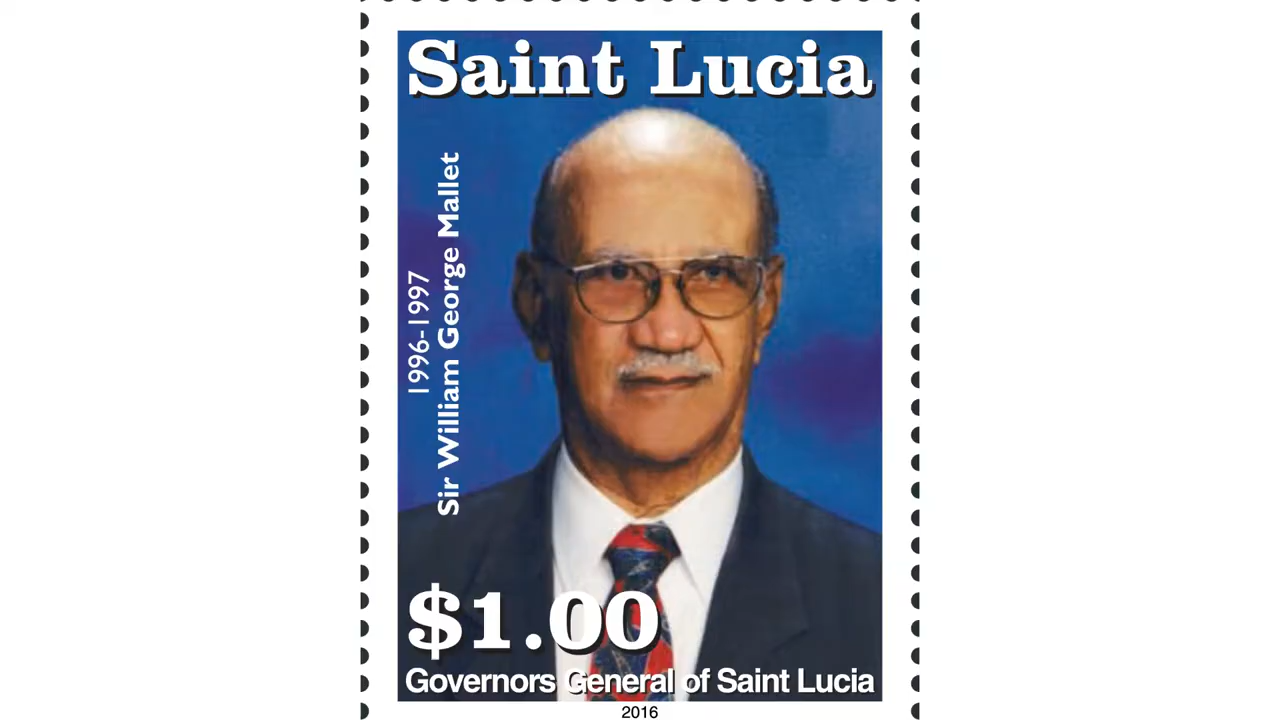 Saint Lucia
1996-1997
Sir William George Mallet
$1.00
Governors General of Saint Lucia
2016